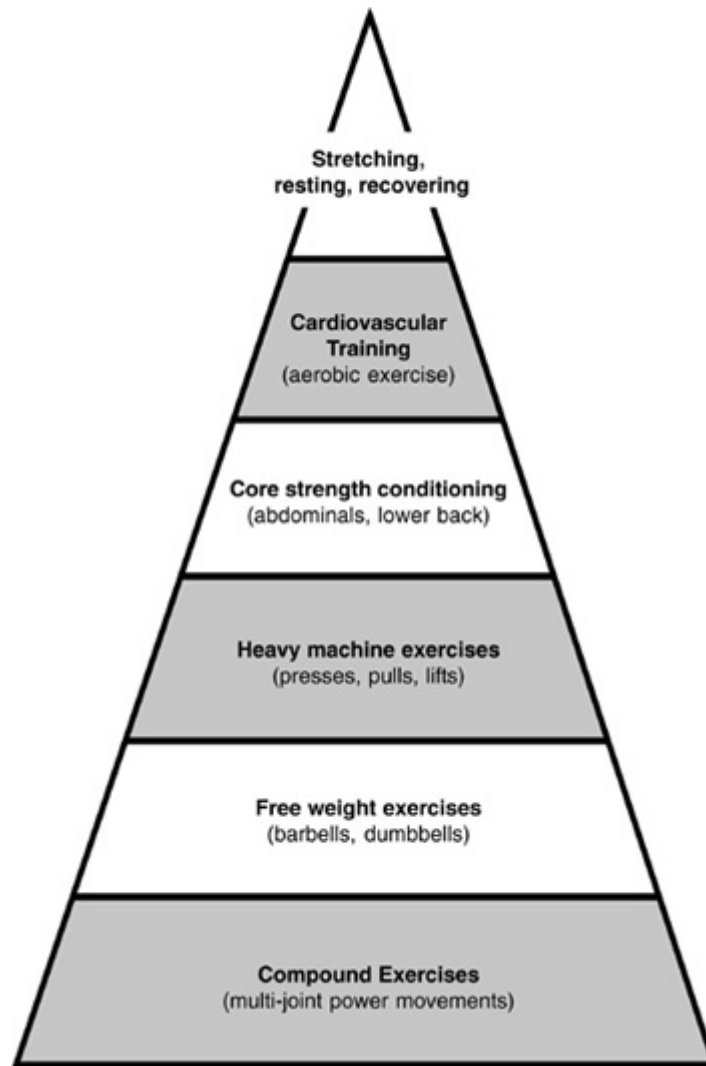 Stretching,
resting, recovering
Cardiovascular
Training
(aerobic exercise)
Core strength conditioning
(abdominals, lower back)
Heavy machine exercises
(presses, pulls, lifts)
Free weight exercises
(barbells, dumbbells)
Compound Exercises
(multi-joint power movements)